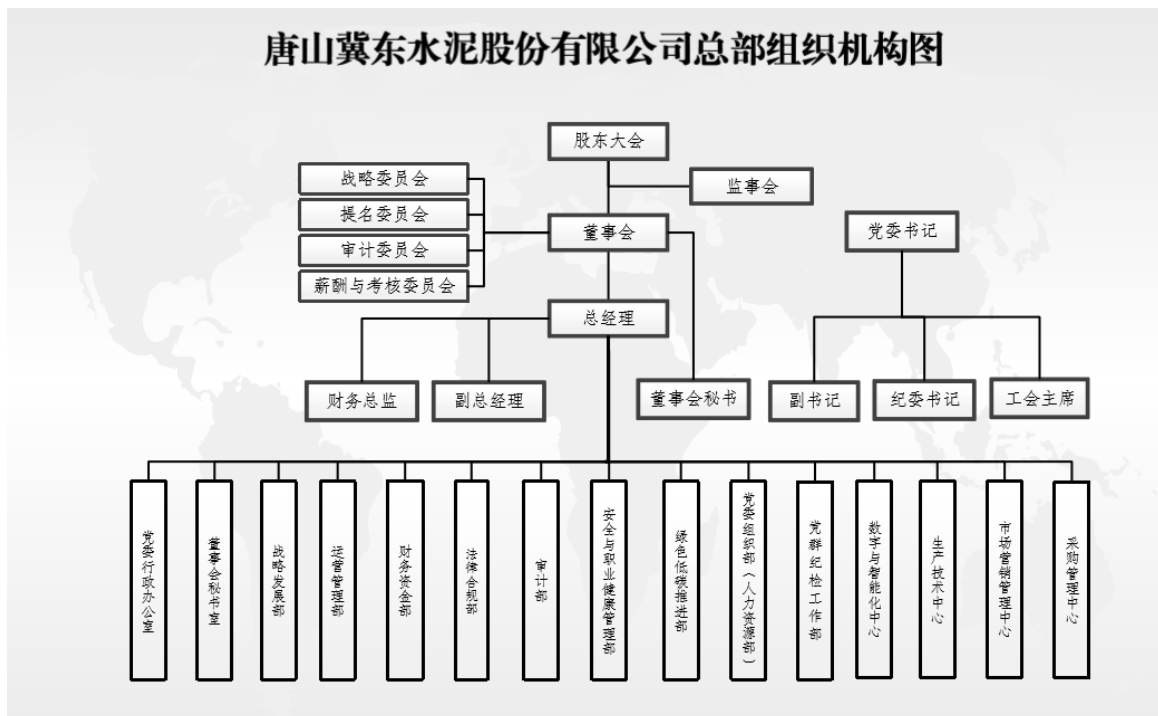 唐山冀东水泥股份有限公司总部组织机构图
股东大会
战略委员会
监事会
提名委员会
董事会
党委书记
审计委员会
薪酬与考核委员会
总经理
财务总监
副总经理
董事会秘书
副书记
纪委书记
工会主席
党委行政办公室
董事会秘书室
战略发展部
运营管理部
财务资金部
法律合规部
审计部
安全与职业健康管理部
绿色低碳推进部
党委组织部（人力资源部）
党群纪检工作部
数字与智能化中心
生产技术中心
市场营销管理中心
采购管理中心